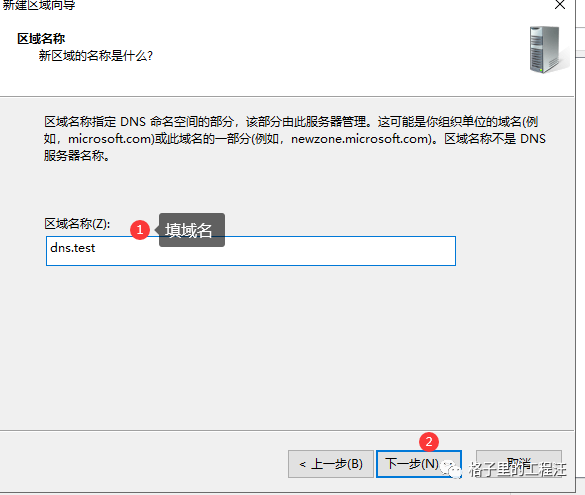 新建区域向导
区域名称
新区域的名称是什么?
区域名称指定 DNS 命名空间的部分，该部分由此服务器管理。这可能是你组织单位的域名(例
如，microsoft.com)或此域名的一部分(例如，newzone.microsoft.com)。区域名称不是 DNS
服务器名称。
区域名称(Z):
1 填域名
dns.test
2
< 上一步(B) 下一步(N) 取消
格子里的工程汪